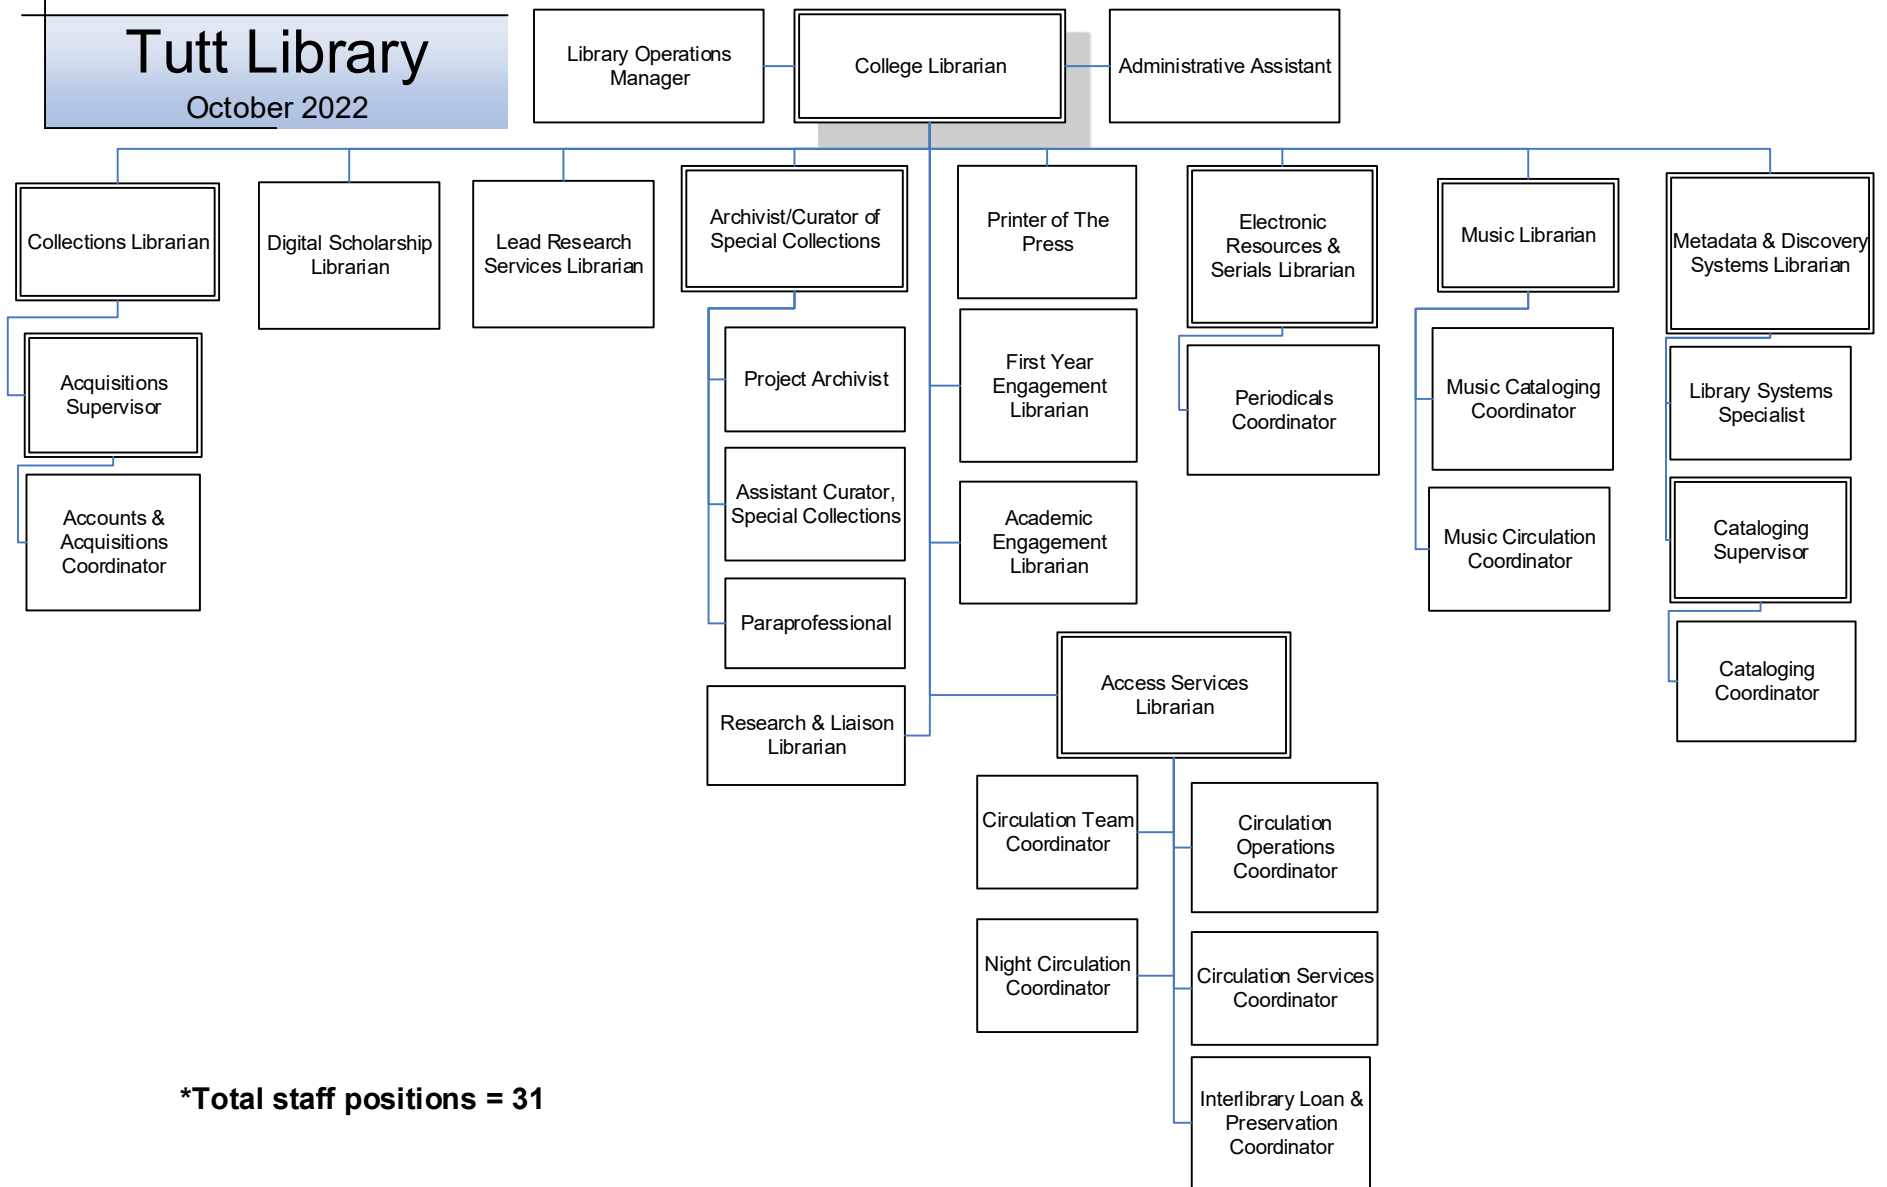 Tutt Library
October 2022
Library Operations
Manager
College Librarian
Administrative Assistant
Collections Librarian
Digital Scholarship
Librarian
Lead Research
Services Librarian
Archivist/Curator of
Special Collections
Printer of The
Press
Electronic
Resources &
Serials Librarian
Music Librarian
Metadata & Discovery
Systems Librarian
Acquisitions
Supervisor
Accounts &
Acquisitions
Coordinator
Project Archivist
Assistant Curator,
Special Collections
Paraprofessional
Research & Liaison
Librarian
First Year
Engagement
Librarian
Academic
Engagement
Librarian
Periodicals
Coordinator
Music Cataloging
Coordinator
Music Circulation
Coordinator
Library Systems
Specialist
Cataloging
Supervisor
Cataloging
Coordinator
Access Services
Librarian
Circulation Team
Coordinator
Circulation
Operations
Coordinator
Night Circulation
Coordinator
Circulation Services
Coordinator
Interlibrary Loan &
Preservation
Coordinator
*Total staff positions = 31